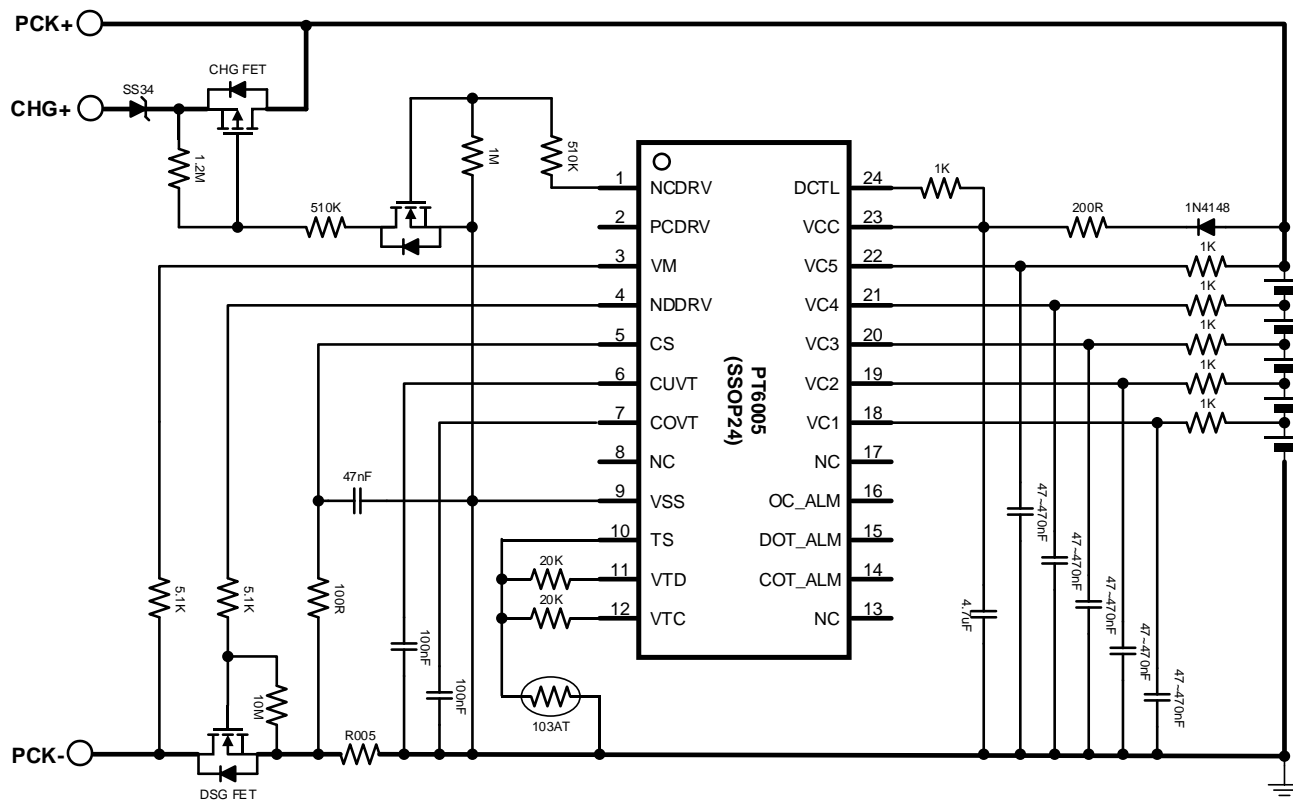 PCK+
CHG FET
SS34
CHG+
1.2M
1M
510K
510K
1 NCDRV DCTL 24
1K
2 PCDRV VCC 23
200R
1N4148
3 VM VC5 22
1K
4 NDDRV VC4 21
1K
5 CS VC3 20
1K
6 CUVT VC2 19
1K
7 COVT VC1 18
1K
PT6005
(SSOP24)
8 NC NC 17
47nF
9 VSS OC_ALM 16
10 TS DOT_ALM 15
20K
11 VTD COT_ALM 14
20K
12 VTC NC 13
5.1K
5.1K
100R
100nF
100nF
10M
103AT
4.7uF
47~470nF
47~470nF
47~470nF
47~470nF
47~470nF
PCK-
R005
DSG FET